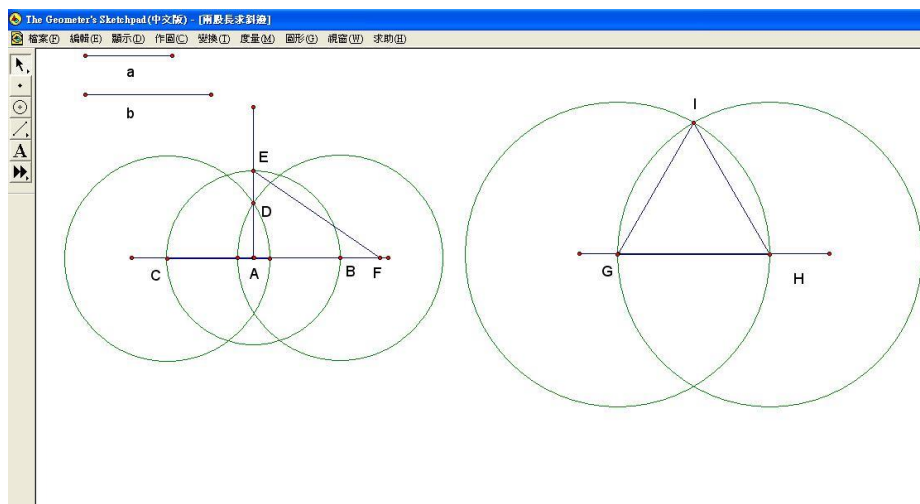 The Geometer's Sketchpad(中文版) - [兩股長求斜邊]
檔案(F) 編輯(E) 顯示(D) 作圖(C) 變換(T) 度量(M) 圖形(G) 視窗(W) 求助(H)
A
a
b
I
E
D
C A B F
G H